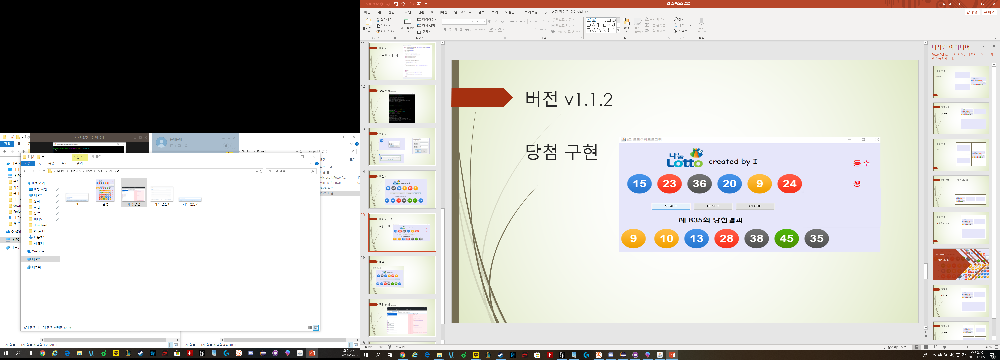 자동 저장
I조 오픈소스 로또
김도영
파일 홈 삽입 디자인 전환 애니메이션 슬라이드 쇼 검토 보기 도움말 스토리보딩 어떤 작업을 원하시나요?
공유 메모
붙여넣기
잘라내기
복사
서식 복사
클립보드
새 슬라이드
레이아웃
다시 설정
구역
슬라이드
36
글꼴
텍스트 방향
텍스트 맞춤
SmartArt로 변환
단락
정렬
빠른 스타일
도형 채우기
도형 윤곽선
도형 효과
그리기
찾기
바꾸기
선택
편집
받아쓰기
음성
11
버전 v1.1.1
로또 번호 바꾸기
12
작업 환경
13
버전 v1.1.1
14
버전 v1.1.1
15
버전 v1.1.2
당첨 구현
16
비교
버전 v1.1.1
17
작업 환경
18
버전 v1.1.2
당첨 구현
I조 로또추첨프로그램
나눔
Lotto created by I
등수
15 23 36 20 9 24
꽝
START RESET CLOSE
제 835회 당첨결과
9 10 13 28 38 45 35
디자인 아이디어
PowerPoint를 다시 시작할 때까지 아이디어 제안을 중지합니다.
당첨 구현
당첨 구현
당첨 구현
당첨 구현 버전 v1.1.2
당첨 구현
버전 v1.1.2
당첨 구현
버전 v1.1.2
당첨 구현
당첨 구현
슬라이드 15/18 한국어
슬라이드 노트
146%
사진 5/5 - 응애응애
응애응애
파일 홈
GitHub › Project_I
Project_I 검색
유형 크기
파일 폴더
파일 폴더
Microsoft PowerP...
Microsoft PowerP...
JAVA 파일
JAVA 파일
사진 도구 새 폴더
파일 홈 공유 보기 관리
내 PC › sub (F:) › user › 사진 › 새 폴더
새 폴더 검색
바로 가기
바탕 화면
내 PC
문서
사진
음악
비디오
download
Project_I
다운로드
새 폴더
OneDrive
내 PC
네트워크
3
완성
제목 없음
제목 없음1
제목 없음2
5개 항목 1개 항목 선택함 64.7KB
2개 항목 1개 항목 선택함 1.25MB
6개 항목 1개 항목 선택함 4.48KB
오전 2:40
2018-12-05
가
오전 2:40
2018-12-05